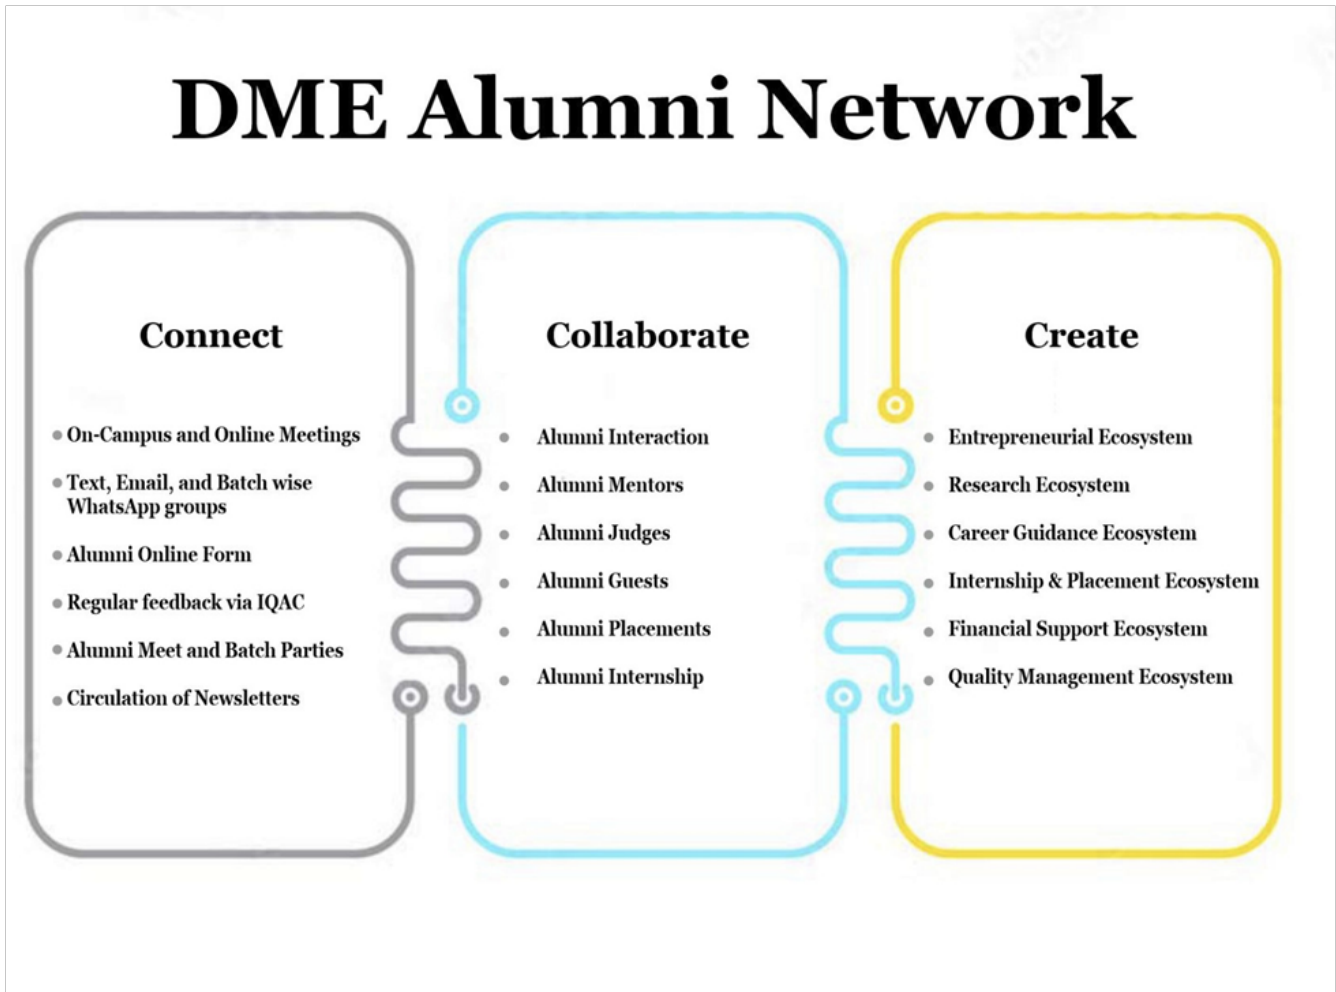 DME Alumni Network
Connect
On-Campus and Online Meetings
Text, Email, and Batch wise
WhatsApp groups
Alumni Online Form
Regular feedback via IQAC
Alumni Meet and Batch Parties
Circulation of Newsletters
Collaborate
Alumni Interaction
Alumni Mentors
Alumni Judges
Alumni Guests
Alumni Placements
Alumni Internship
Create
Entrepreneurial Ecosystem
Research Ecosystem
Career Guidance Ecosystem
Internship & Placement Ecosystem
Financial Support Ecosystem
Quality Management Ecosystem